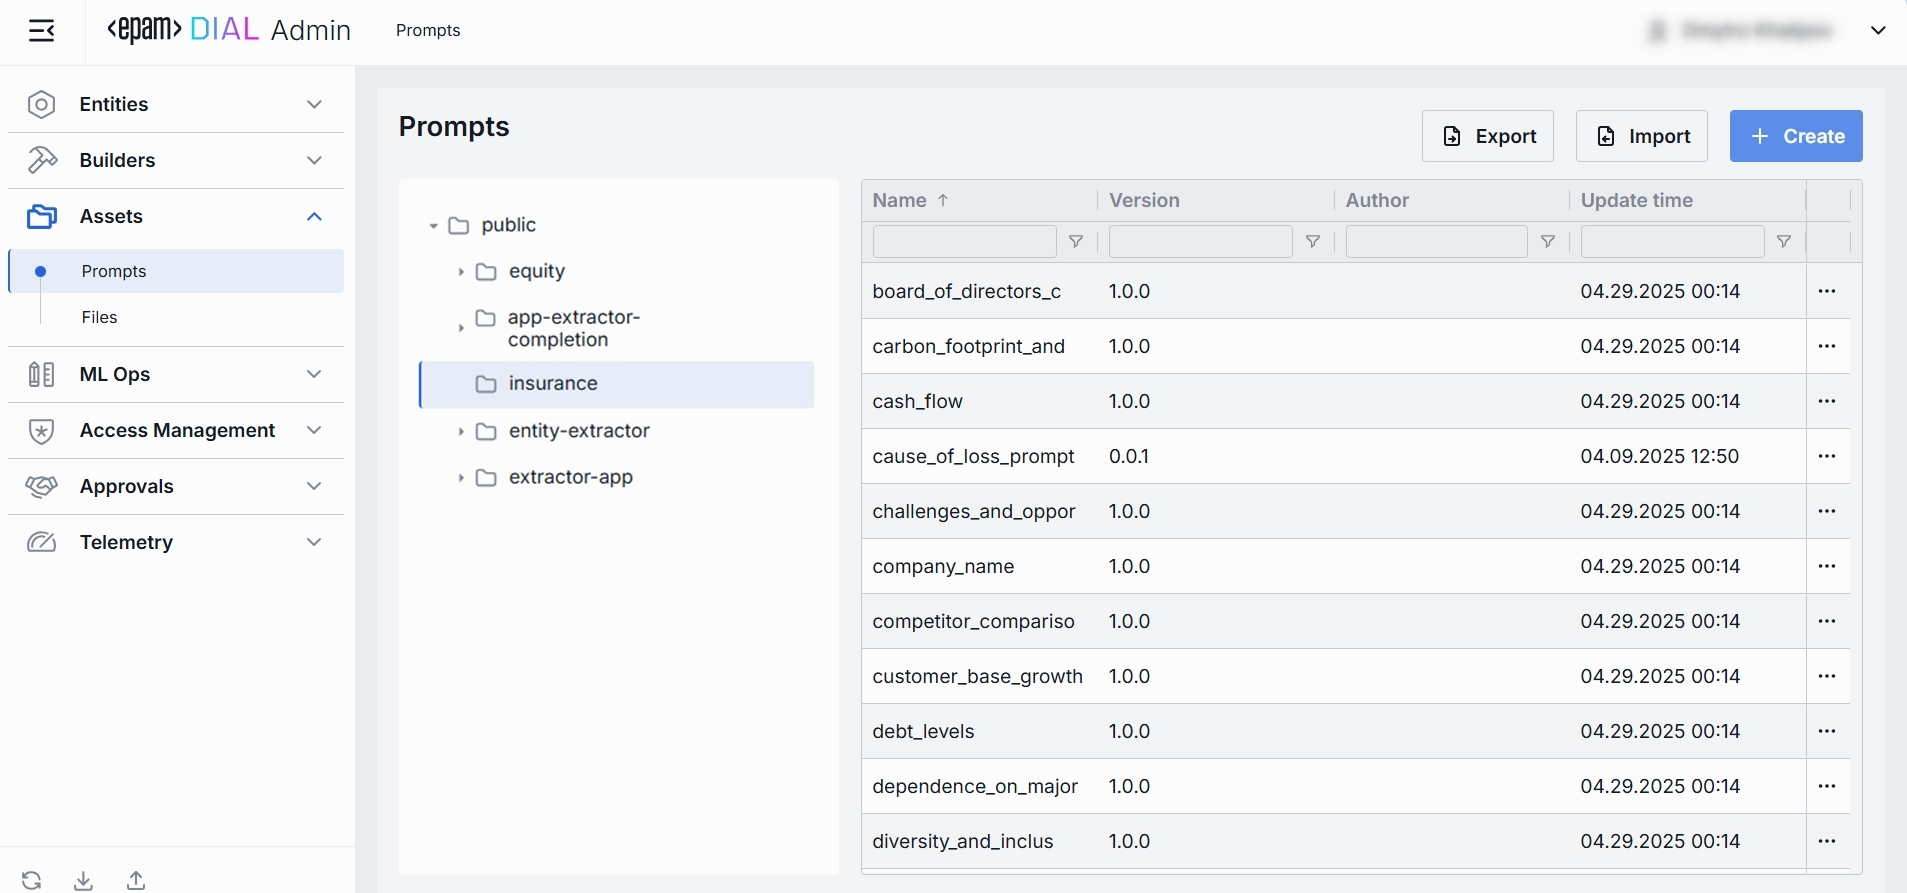 <epam> DIAL Admin
Prompts
Entities
Builders
Assets
Prompts
Files
ML Ops
Access Management
Approvals
Telemetry
Prompts
Export
Import
+ Create
public
equity
app-extractor-
completion
insurance
entity-extractor
extractor-app
Name ↑ Version Author Update time
board_of_directors_c 1.0.0 04.29.2025 00:14 ...
carbon_footprint_and 1.0.0 04.29.2025 00:14 ...
cash_flow 1.0.0 04.29.2025 00:14 ...
cause_of_loss_prompt 0.0.1 04.09.2025 12:50 ...
challenges_and_oppor 1.0.0 04.29.2025 00:14 ...
company_name 1.0.0 04.29.2025 00:14 ...
competitor_compariso 1.0.0 04.29.2025 00:14 ...
customer_base_growth 1.0.0 04.29.2025 00:14 ...
debt_levels 1.0.0 04.29.2025 00:14 ...
dependence_on_major 1.0.0 04.29.2025 00:14 ...
diversity_and_inclus 1.0.0 04.29.2025 00:14 ...